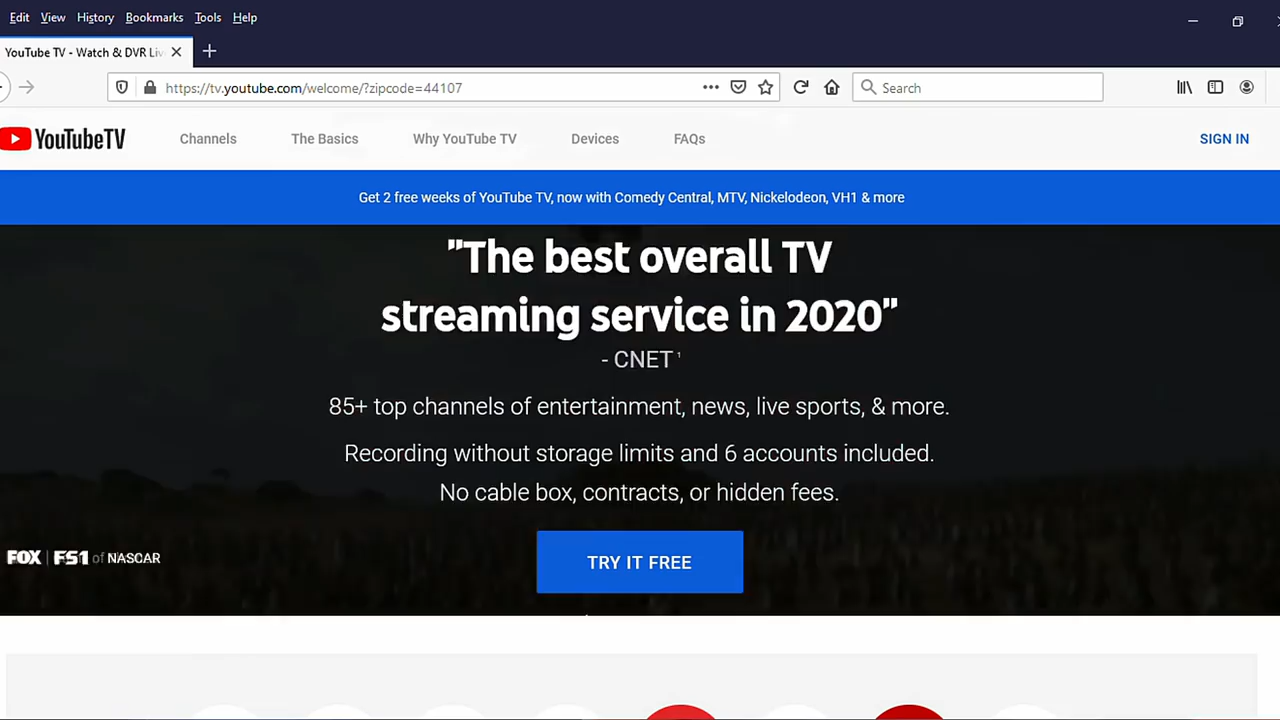 Edit View History Bookmarks Tools Help
YouTube TV - Watch & DVR Liv
https://tv.youtube.com/welcome/?zipcode=44107
Search
YouTubeTV Channels The Basics Why YouTube TV Devices FAQs SIGN IN
Get 2 free weeks of YouTube TV, now with Comedy Central, MTV, Nickelodeon, VH1 & more
"The best overall TV
streaming service in 2020"
- CNET 1
85+ top channels of entertainment, news, live sports, & more.
Recording without storage limits and 6 accounts included.
No cable box, contracts, or hidden fees.
FOX | FS1 of NASCAR
TRY IT FREE